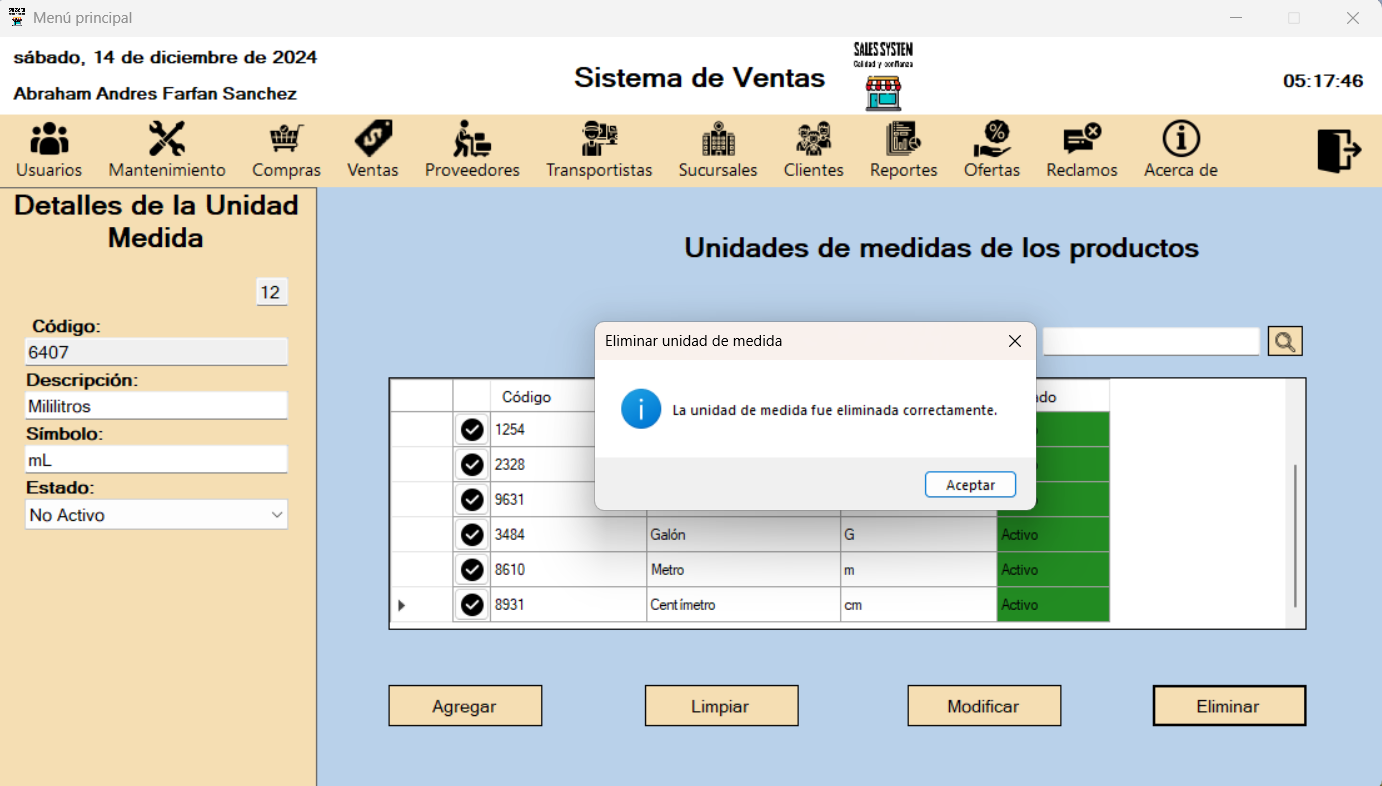 Menú principal
sábado, 14 de diciembre de 2024
Abraham Andres Farfan Sanchez
Sistema de Ventas
SALES SYSTEN
Calidad y confianza
05:17:46
Usuarios
Mantenimiento
Compras
Ventas
Proveedores
Transportistas
Sucursales
Clientes
Reportes
Ofertas
Reclamos
Acerca de
Detalles de la Unidad
Medida
12
Código:
6407
Descripción:
Mililitros
Símbolo:
mL
Estado:
No Activo
Unidades de medidas de los productos
Eliminar unidad de medida
La unidad de medida fue eliminada correctamente.
Aceptar
Código
1254
2328
9631
3484 Galón G Activo
8610 Metro m Activo
8931 Centímetro cm Activo
Agregar
Limpiar
Modificar
Eliminar